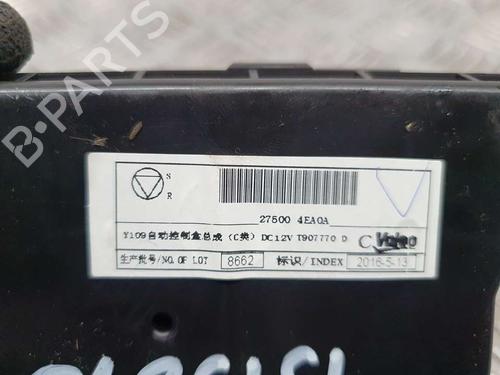 S
R
27500 4EA0A
Y109自动控制盒总成 (C类) DC12V T907770 D
C Valeo
生产批号/NO.OF LOT 8662 标识/INDEX 2016-5-13
B-PARTS